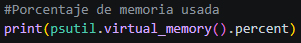 #Porcentaje de memoria usada
print(psutil.virtual_memory().percent)